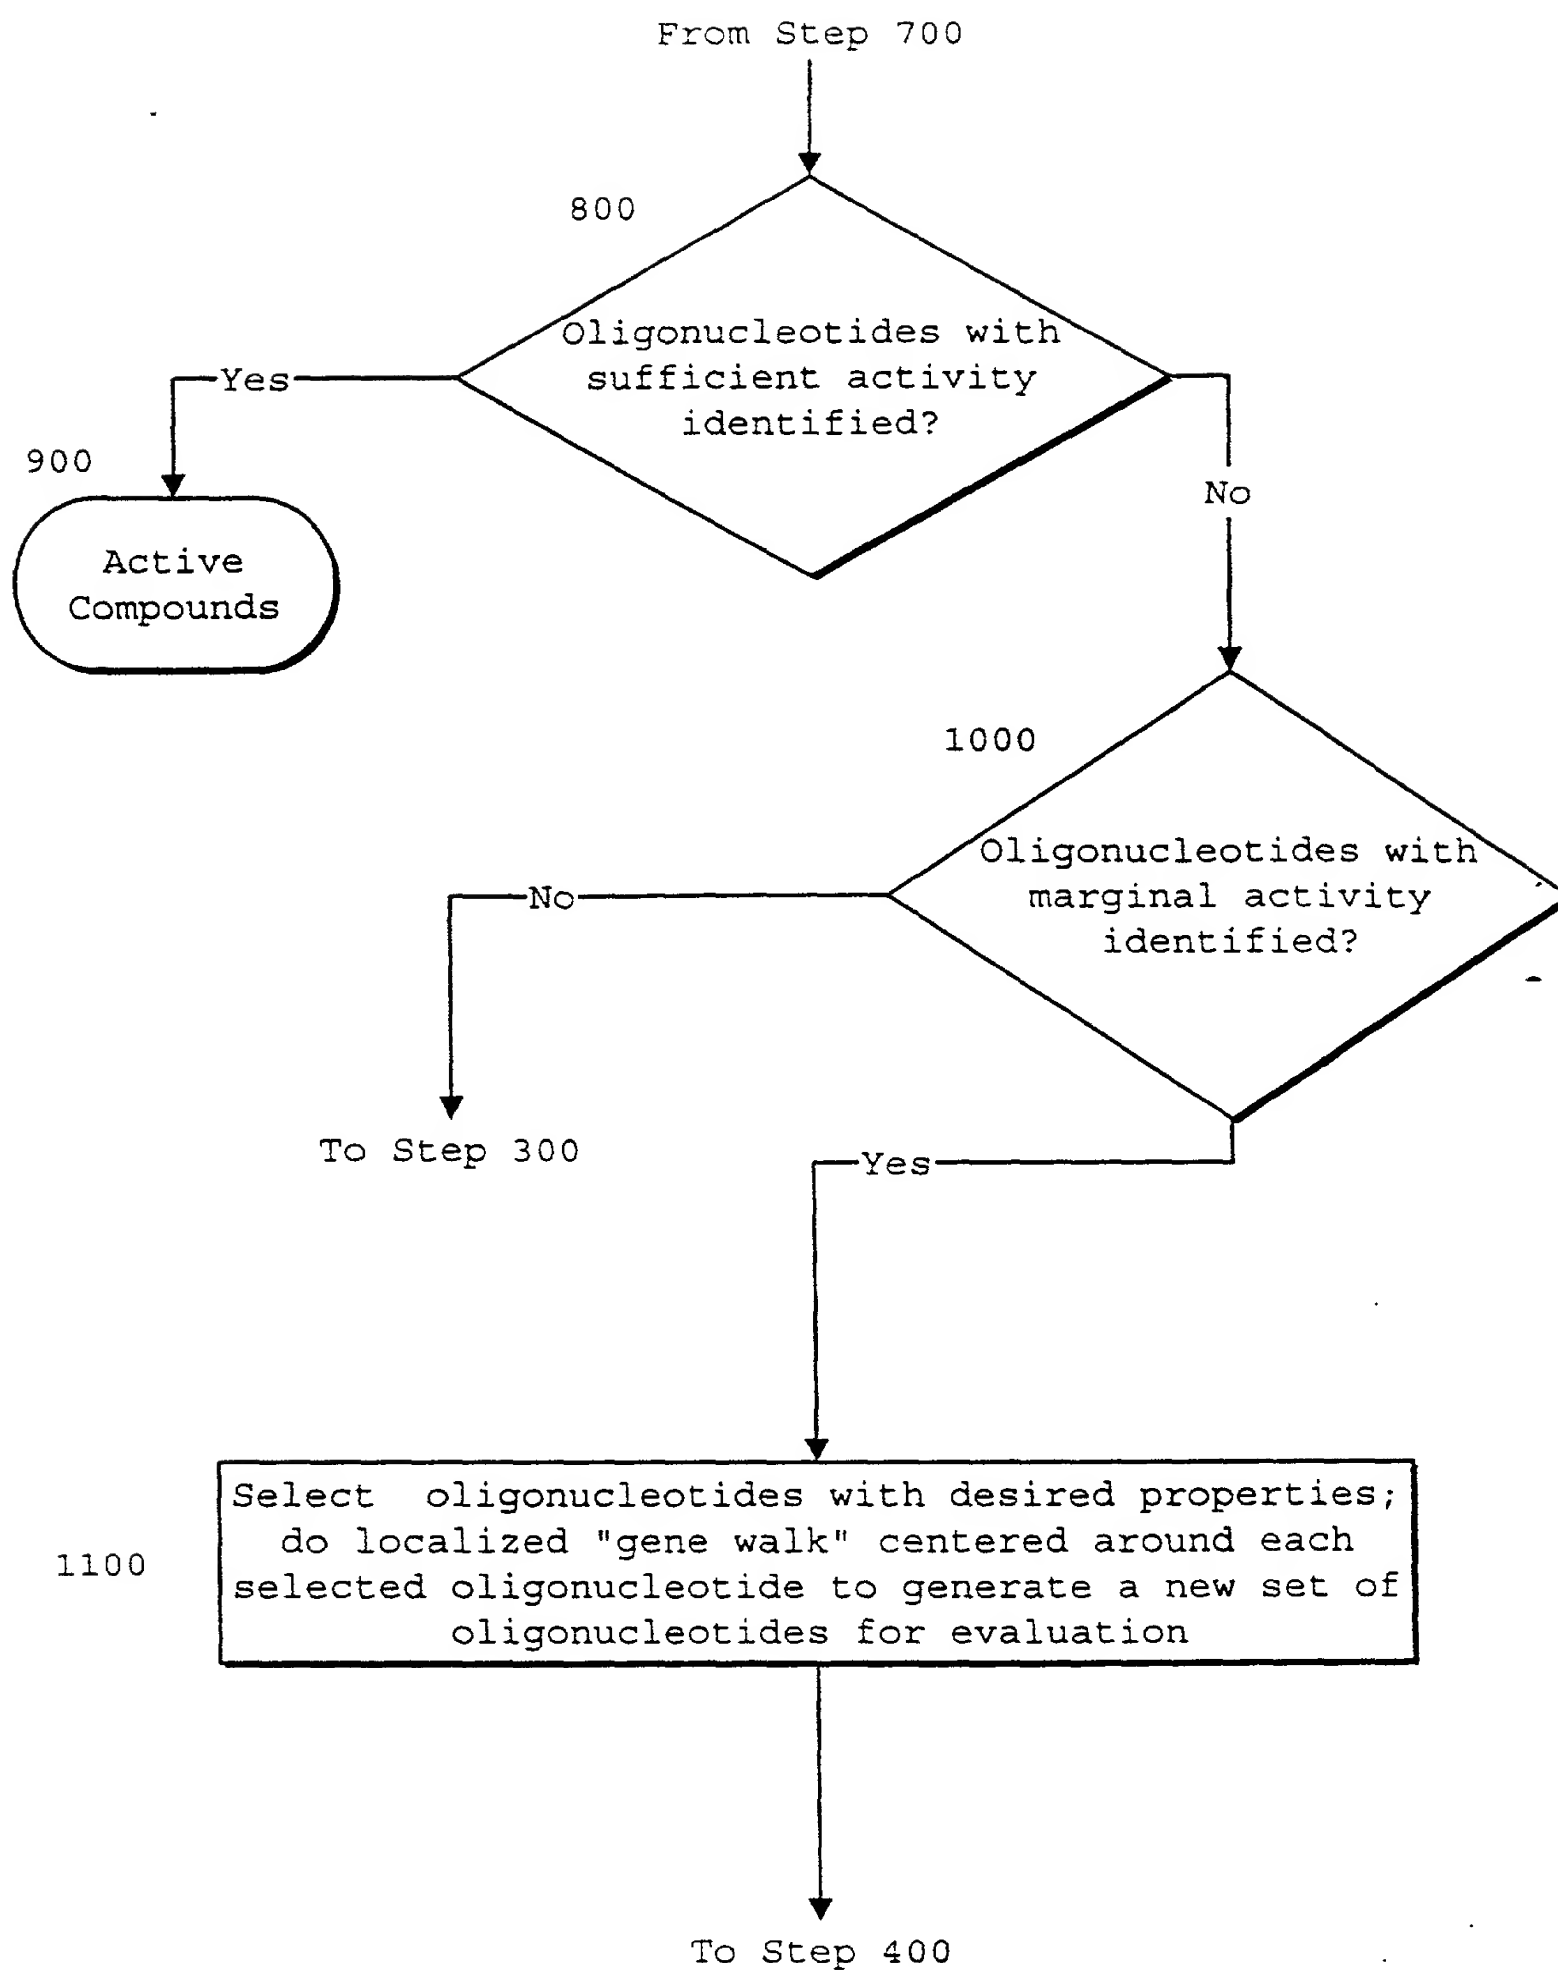 From Step 700
800
Oligonucleotides with
sufficient activity
identified?
Yes
No
900
Active
Compounds
1000
Oligonucleotides with
marginal activity
identified?
No
To Step 300
Yes
1100
Select oligonucleotides with desired properties;
do localized "gene walk" centered around each
selected oligonucleotide to generate a new set of
oligonucleotides for evaluation
To Step 400